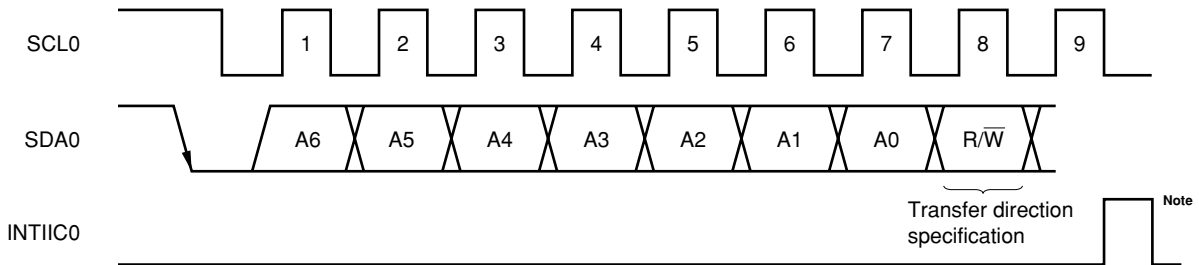 SCL0 1 2 3 4 5 6 7 8 9
SDA0 A6 A5 A4 A3 A2 A1 A0 R/W̅
Note
Transfer direction
specification
INTIIC0